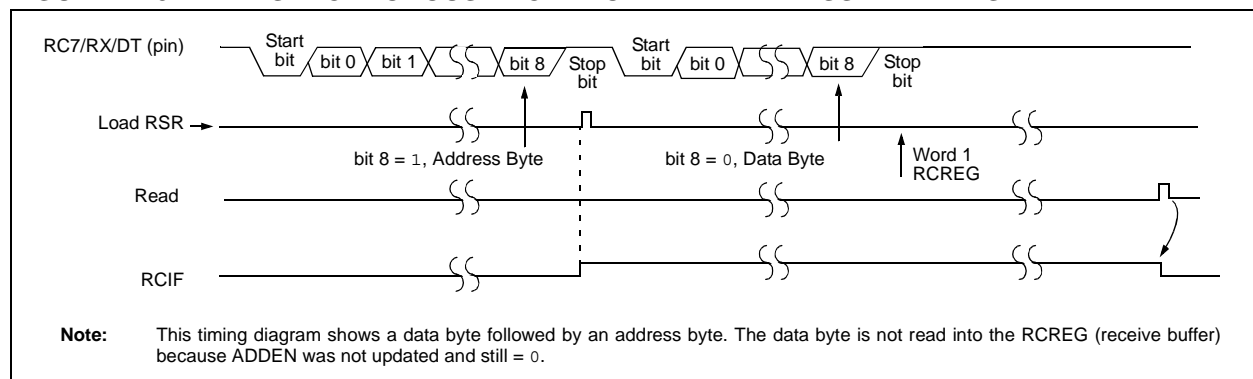 RC7/RX/DT (pin)
Start bit
bit 0
bit 1
bit 8
Stop bit
Start bit
bit 0
bit 8
Stop bit
Load RSR
bit 8 = 1, Address Byte
bit 8 = 0, Data Byte
Word 1
RCREG
Read
RCIF
Note: This timing diagram shows a data byte followed by an address byte. The data byte is not read into the RCREG (receive buffer)
because ADDEN was not updated and still = 0.